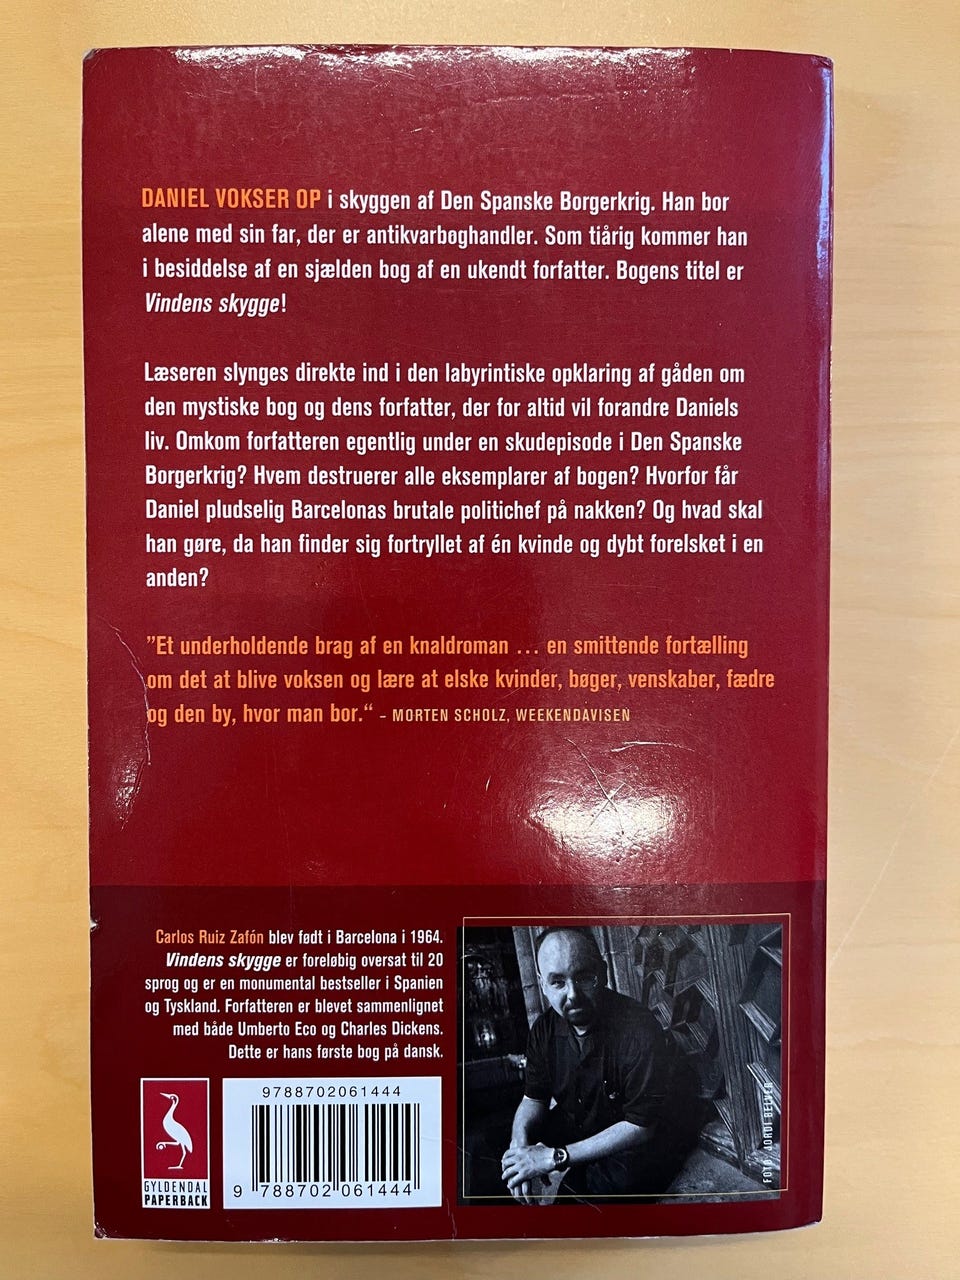 DANIEL VOKSER OP i skyggen af Den Spanske Borgerkrig. Han bor
alene med sin far, der er antikvarboghandler. Som tiårig kommer han
i besiddelse af en sjælden bog af en ukendt forfatter. Bogens titel er
Vindens skygge!
Læseren slynges direkte ind i den labyrintiske opklaring af gåden om
den mystiske bog og dens forfatter, der for altid vil forandre Daniels
liv. Omkom forfatteren egentlig under en skudepisode i Den Spanske
Borgerkrig? Hvem destruerer alle eksemplarer af bogen? Hvorfor får
Daniel pludselig Barcelonas brutale politichef på nakken? Og hvad skal
han gøre, da han finder sig fortryllet af én kvinde og dybt forelsket i en
anden?
”Et underholdende brag af en knaldroman ... en smittende fortælling
om det at blive voksen og lære at elske kvinder, bøger, venskaber, fædre
og den by, hvor man bor.“ – MORTEN SCHOLZ, WEEKENDAVISEN
Carlos Ruiz Zafón blev født i Barcelona i 1964.
Vindens skygge er foreløbig oversat til 20
sprog og er en monumental bestseller i Spanien
og Tyskland. Forfatteren er blevet sammenlignet
med både Umberto Eco og Charles Dickens.
Dette er hans første bog på dansk.
GYLDENDAL
PAPERBACK
9788702061444
9 788702 061444
FOTO: JORDI BELVER